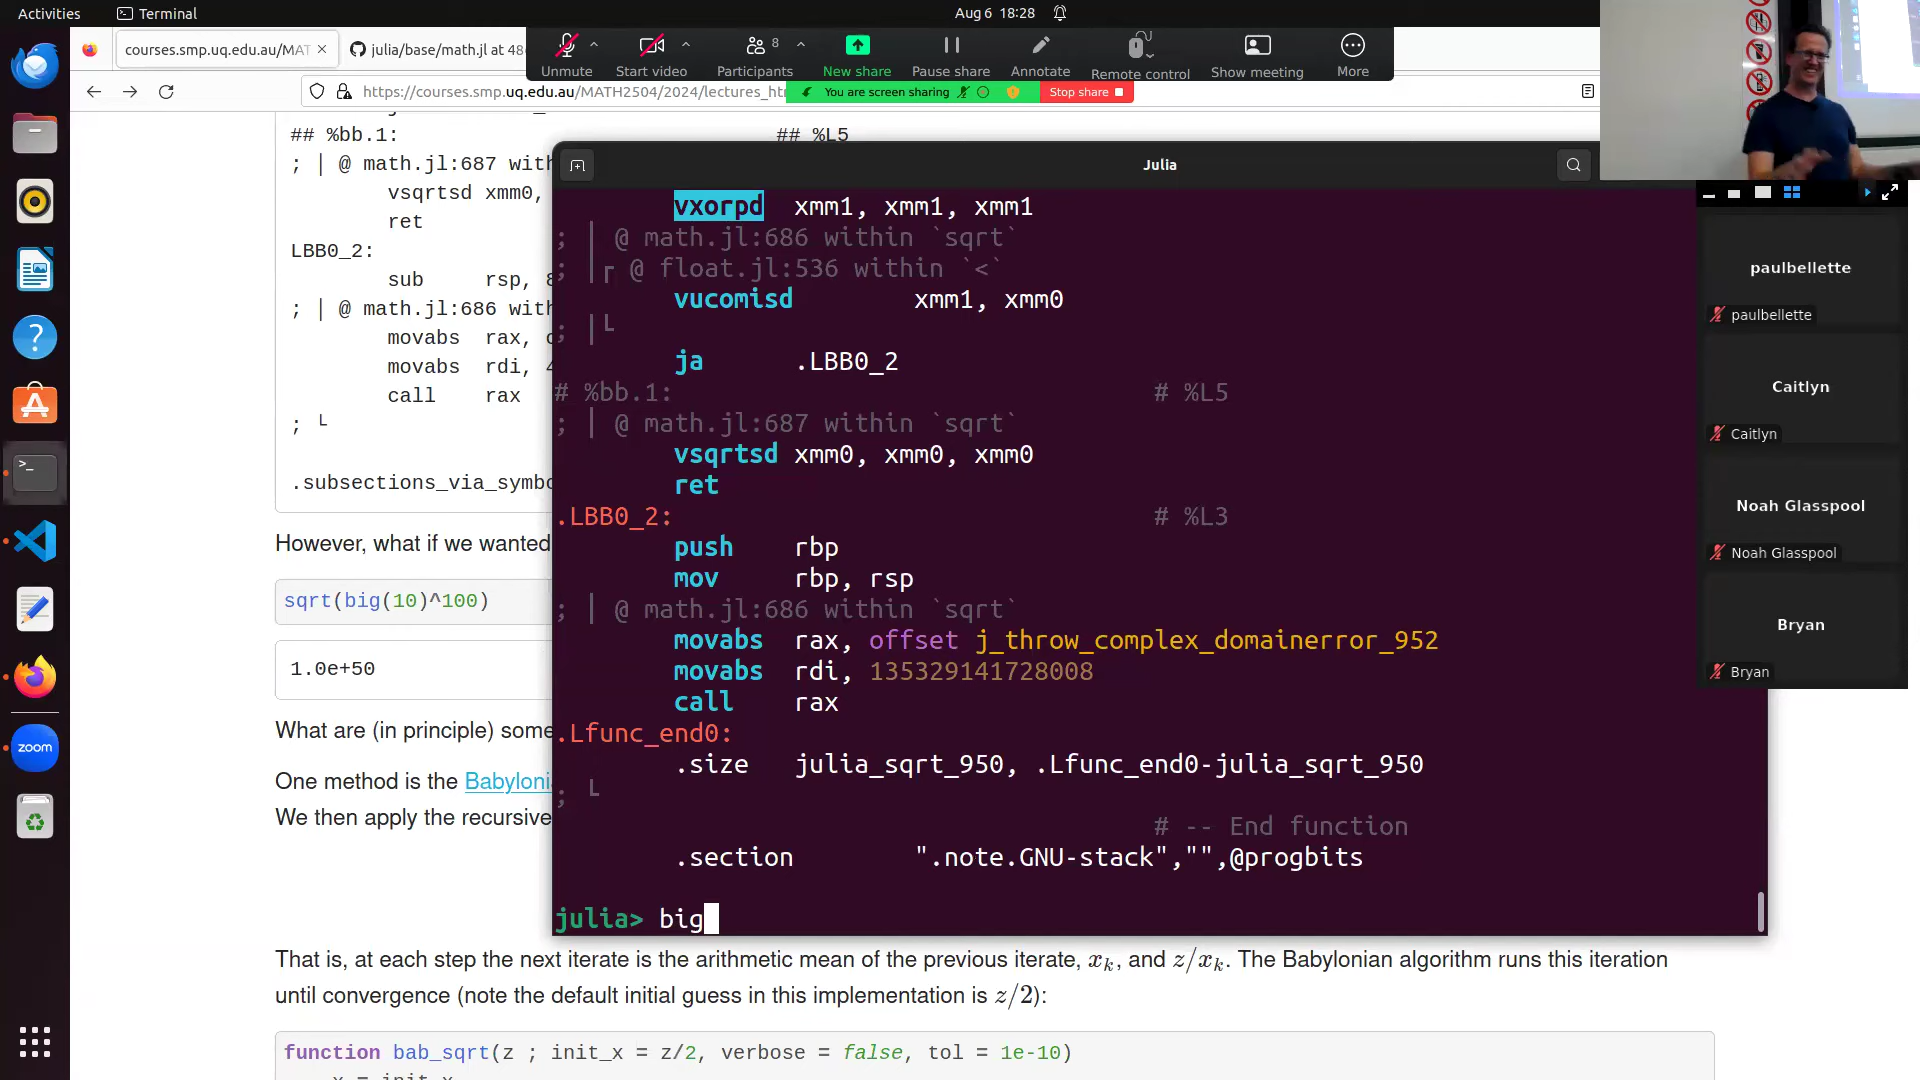 Activities
Terminal
Aug 6 18:28
courses.smp.uq.edu.au/MAT
julia/base/math.jl at 48
Unmute
Start video
8
Participants
New share
Pause share
Annotate
Remote control
Show meeting
More
https://courses.smp.uq.edu.au/MATH2504/2024/lectures_ht
You are screen sharing
Stop share
## %bb.1: ## %L5
; │ @ math.jl:687 with
vsqrtsd xmm0,
ret
LBB0_2:
sub rsp, 8
; │ @ math.jl:686 with
movabs rax, o
movabs rdi, 4
call rax
; └
.subsections_via_symbo
However, what if we wanted
sqrt(big(10)^100)
1.0e+50
What are (in principle) some
One method is the Babyloni
We then apply the recursive
Julia
vxorpd xmm1, xmm1, xmm1
; │ @ math.jl:686 within `sqrt`
; │┌ @ float.jl:536 within `<`
vucomisd xmm1, xmm0
; │└
ja .LBB0_2
# %bb.1: # %L5
; │ @ math.jl:687 within `sqrt`
vsqrtsd xmm0, xmm0, xmm0
ret
.LBB0_2: # %L3
push rbp
mov rbp, rsp
; │ @ math.jl:686 within `sqrt`
movabs rax, offset j_throw_complex_domainerror_952
movabs rdi, 135329141728008
call rax
.Lfunc_end0:
.size julia_sqrt_950, .Lfunc_end0-julia_sqrt_950
; └
# -- End function
.section ".note.GNU-stack","",@progbits
julia> big
paulbellette
paulbellette
Caitlyn
Caitlyn
Noah Glasspool
Noah Glasspool
Bryan
Bryan
zoom
That is, at each step the next iterate is the arithmetic mean of the previous iterate, xₖ, and z/xₖ. The Babylonian algorithm runs this iteration
until convergence (note the default initial guess in this implementation is z/2):
function bab_sqrt(z ; init_x = z/2, verbose = false, tol = 1e-10)
x = init_x